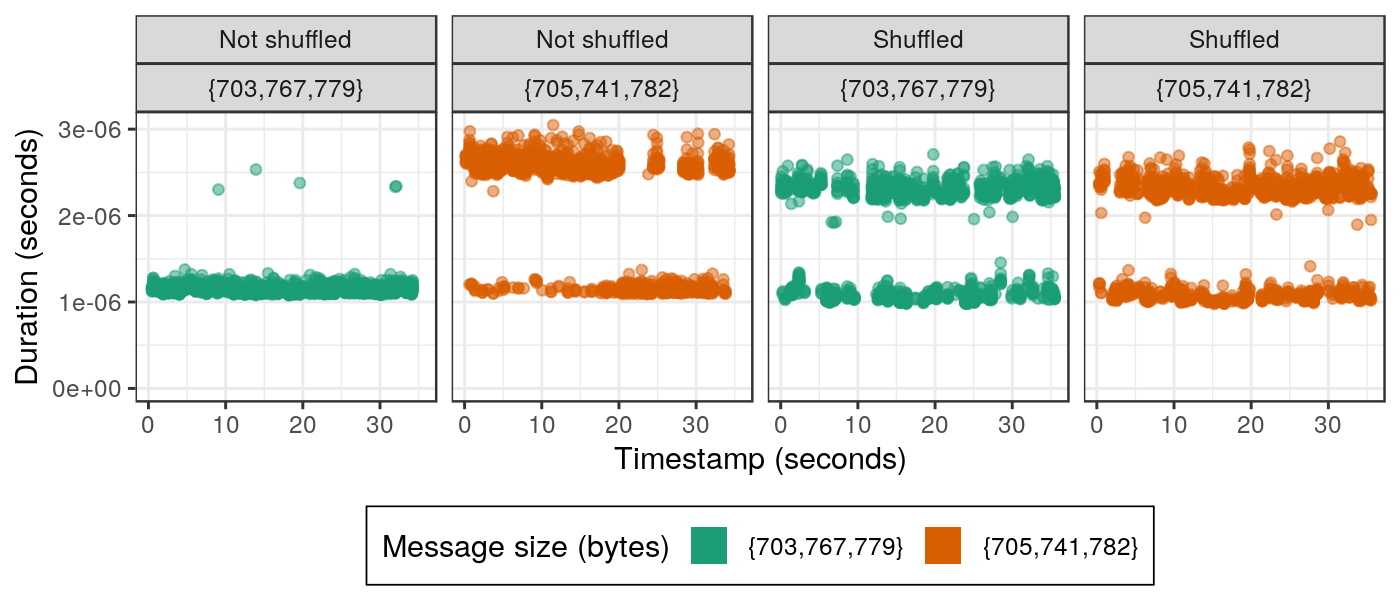 Not shuffled Not shuffled Shuffled Shuffled
{703,767,779} {705,741,782} {703,767,779} {705,741,782}
3e-06
2e-06
1e-06
0e+00
Duration (seconds)
0 10 20 30 0 10 20 30 0 10 20 30 0 10 20 30
Timestamp (seconds)
Message size (bytes) {703,767,779} {705,741,782}